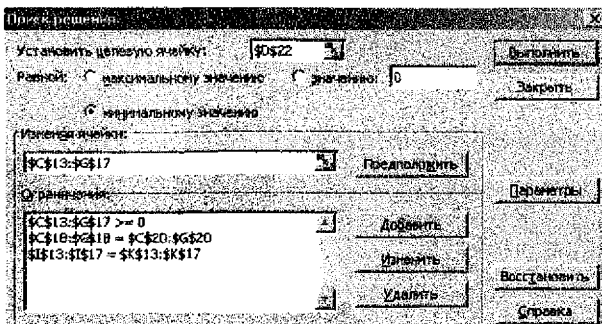 Поиск решения
Установить целевую ячейку: $D$22 Выполнить
Равной: максимальному значению значению: 0 Закрыть
минимальному значению
Изменяя ячейки:
$C$13:$G$17 Предположить
Ограничения: Параметры
$C$13:$G$17 >= 0 Добавить
$C$18:$G$18 = $C$20:$G$20
$I$13:$I$17 = $K$13:$K$17 Изменить
Восстановить
Удалить
Справка